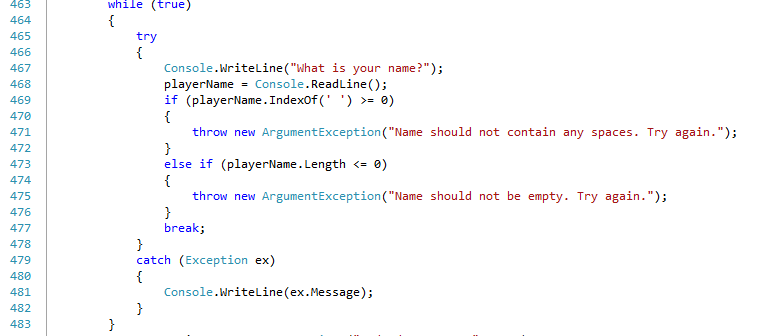 463 while (true)
464 {
465 try
466 {
467 Console.WriteLine("What is your name?");
468 playerName = Console.ReadLine();
469 if (playerName.IndexOf(' ') >= 0)
470 {
471 throw new ArgumentException("Name should not contain any spaces. Try again.");
472 }
473 else if (playerName.Length <= 0)
474 {
475 throw new ArgumentException("Name should not be empty. Try again.");
476 }
477 break;
478 }
479 catch (Exception ex)
480 {
481 Console.WriteLine(ex.Message);
482 }
483 }